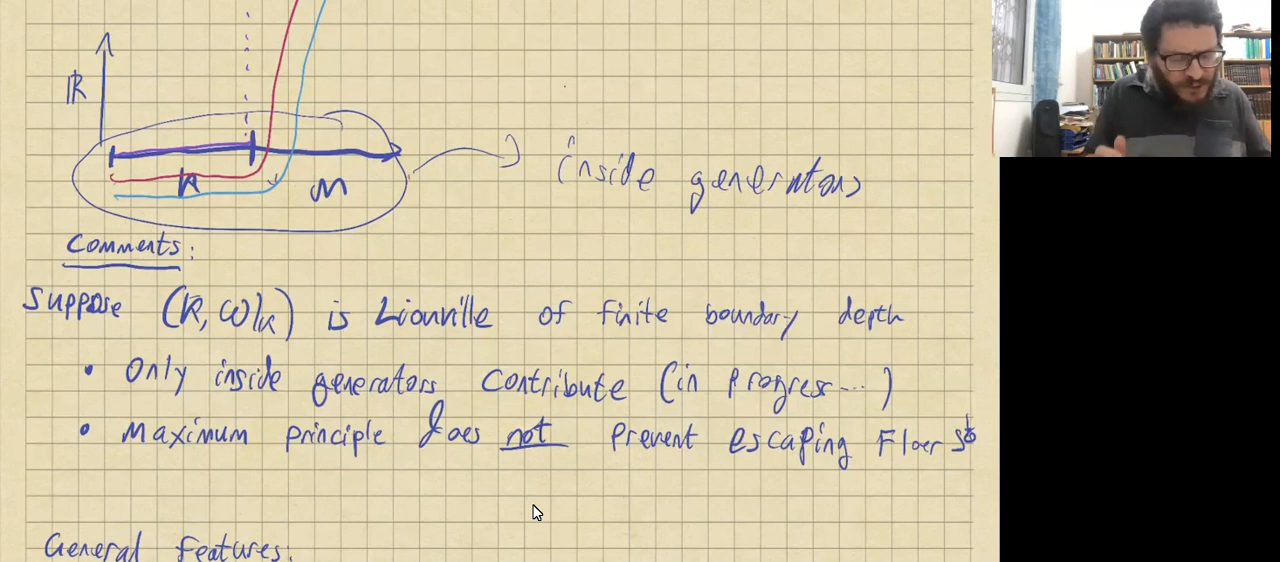 ℝ
inside generators
K M
Comments:
Suppose (K, ω|K) is Liouville of finite boundary depth
• Only inside generators contribute (in progress...)
• Maximum principle does not prevent escaping Floer
General features: